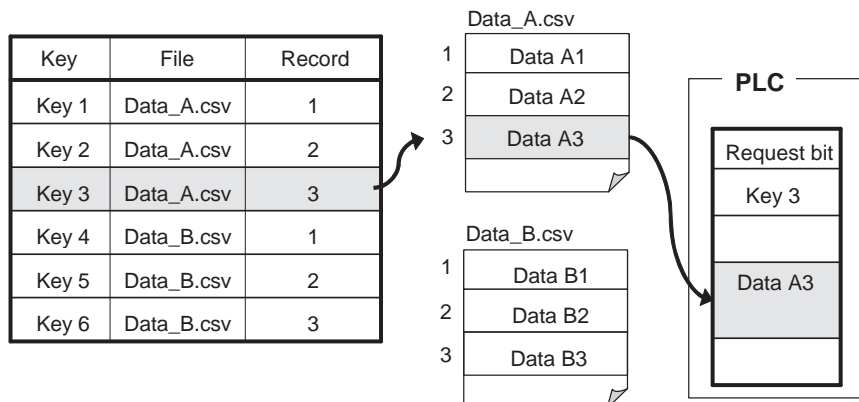 Key File Record
Key 1 Data_A.csv 1
Key 2 Data_A.csv 2
Key 3 Data_A.csv 3
Key 4 Data_B.csv 1
Key 5 Data_B.csv 2
Key 6 Data_B.csv 3
Data_A.csv
1 Data A1
2 Data A2
3 Data A3
Data_B.csv
1 Data B1
2 Data B2
3 Data B3
PLC
Request bit
Key 3
Data A3